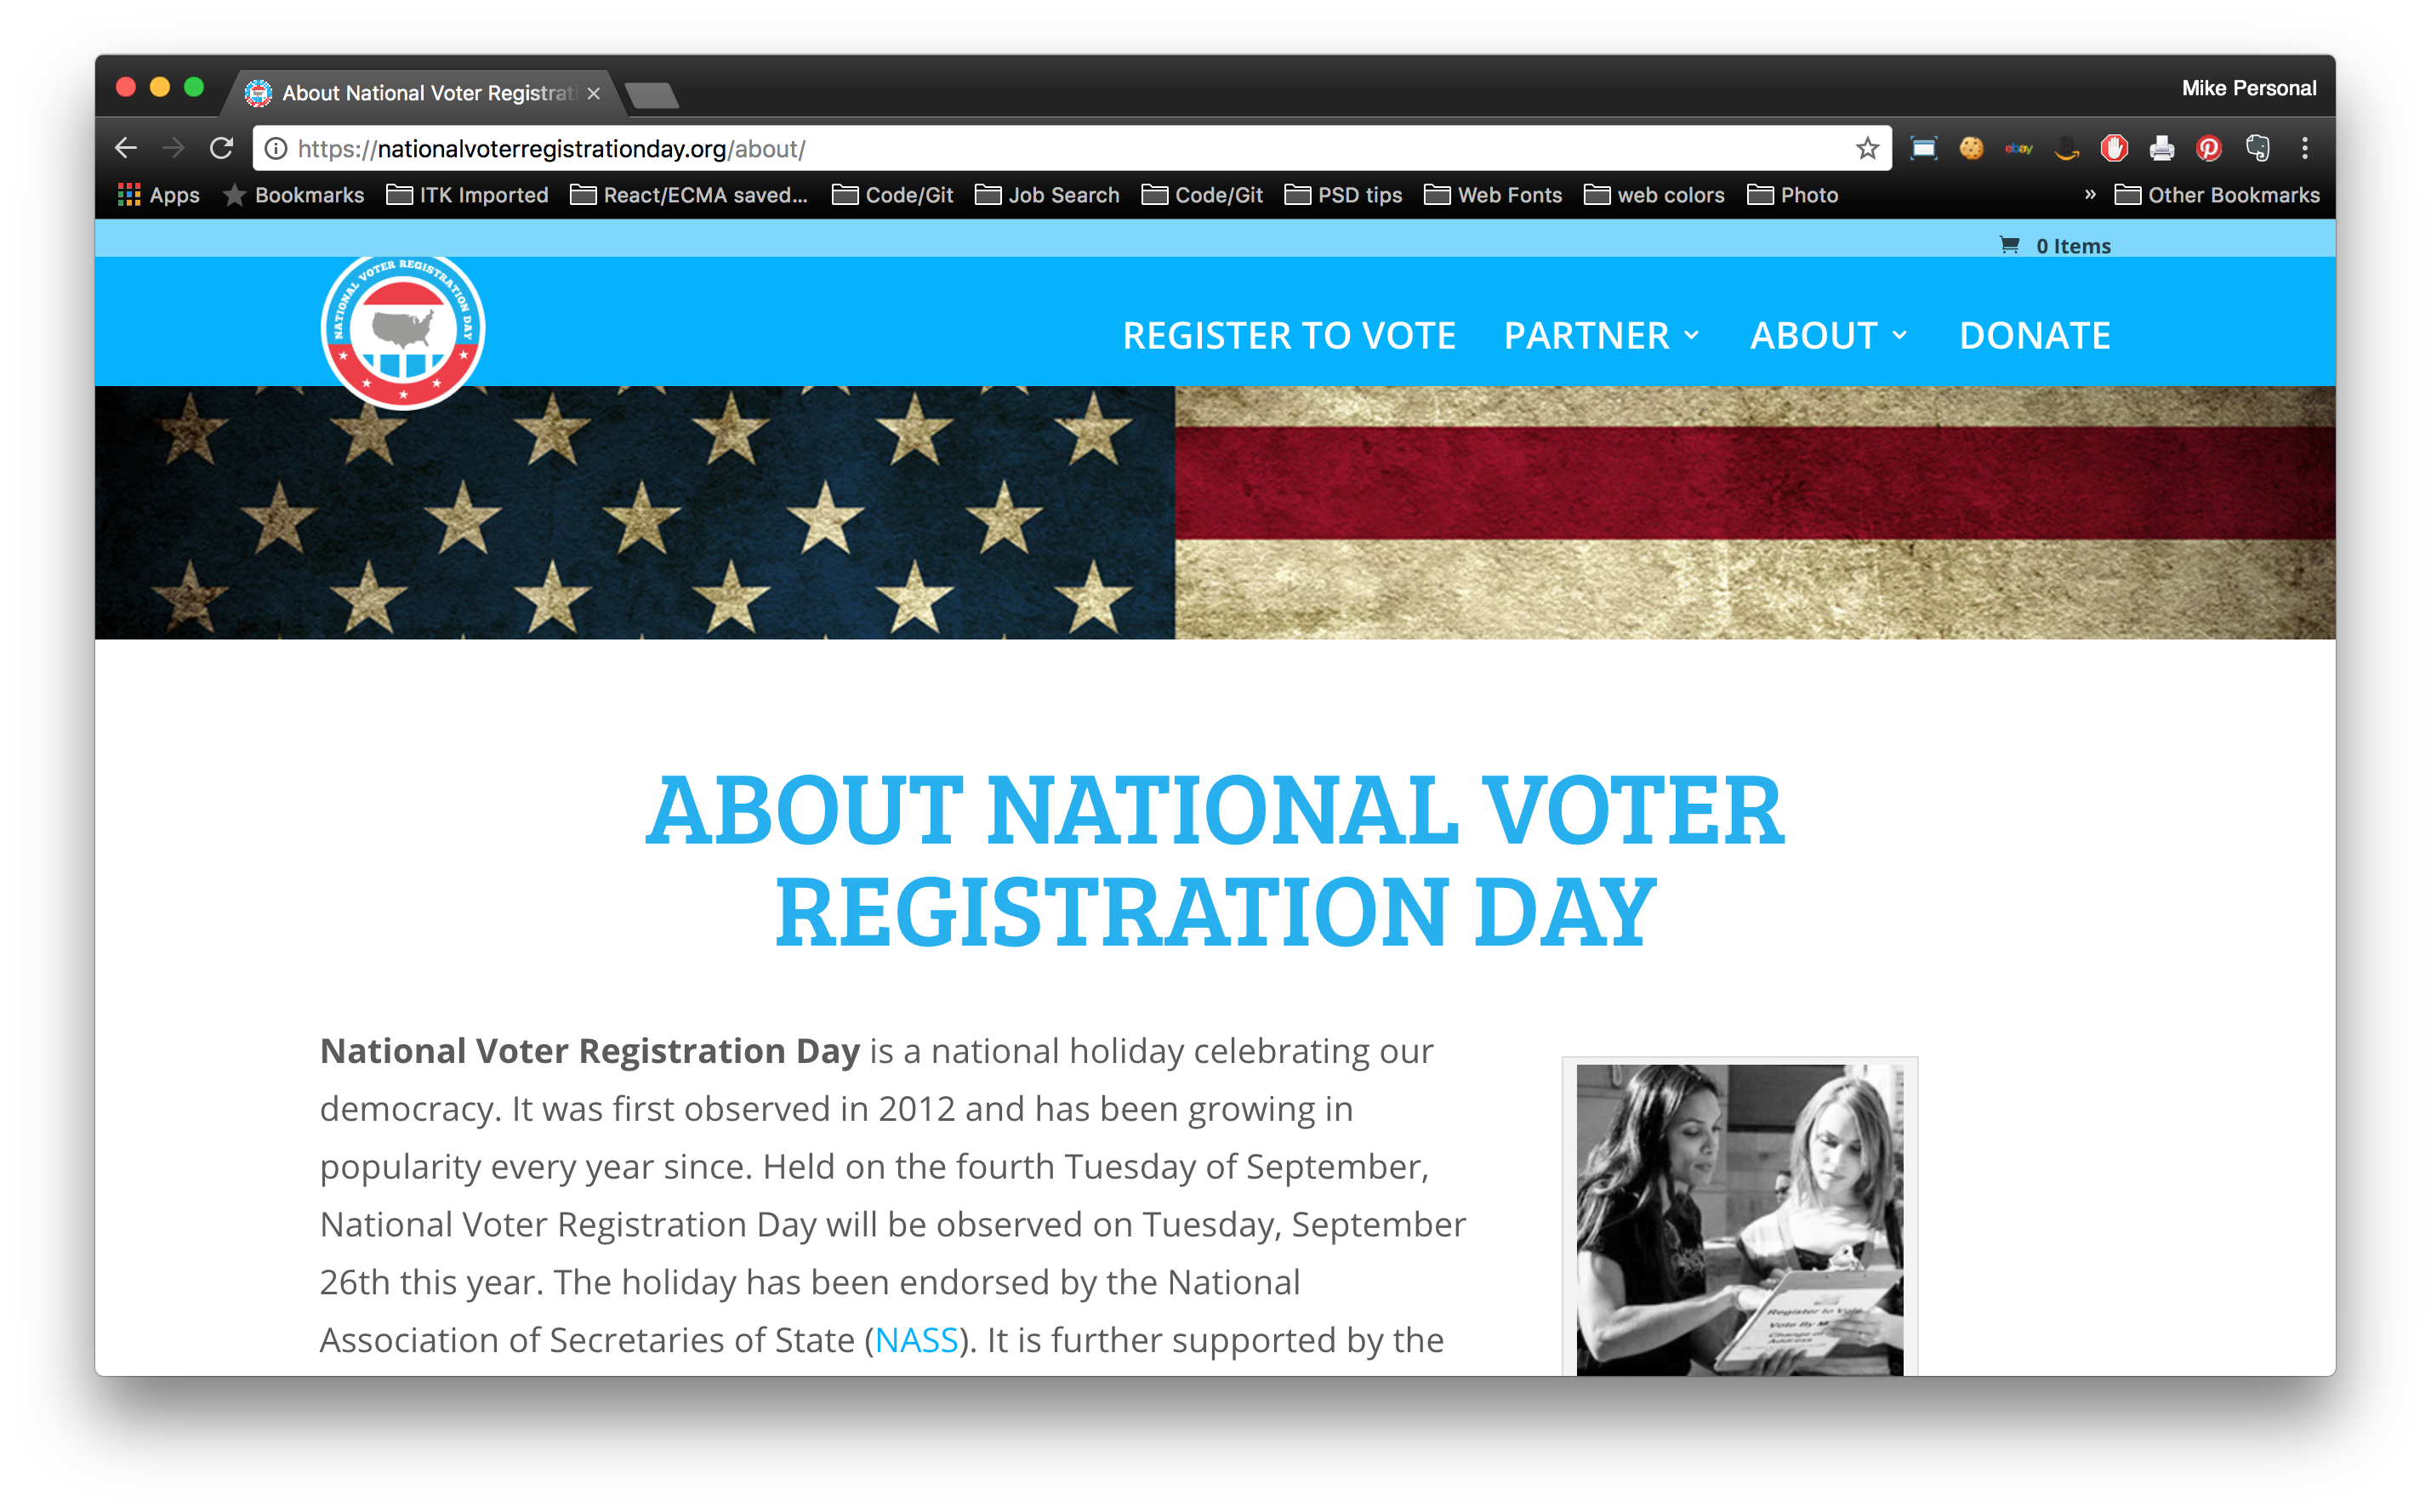 About National Voter Registrati
Mike Personal
https://nationalvoterregistrationday.org/about/
ebay
Apps Bookmarks ITK Imported React/ECMA saved... Code/Git Job Search Code/Git PSD tips Web Fonts web colors Photo » Other Bookmarks
0 Items
NATIONAL VOTER REGISTRATION DAY
REGISTER TO VOTE PARTNER ABOUT DONATE
ABOUT NATIONAL VOTER
REGISTRATION DAY
National Voter Registration Day is a national holiday celebrating our
democracy. It was first observed in 2012 and has been growing in
popularity every year since. Held on the fourth Tuesday of September,
National Voter Registration Day will be observed on Tuesday, September
26th this year. The holiday has been endorsed by the National
Association of Secretaries of State (NASS). It is further supported by the
Register to Vote
Vote By M
Change of
Address